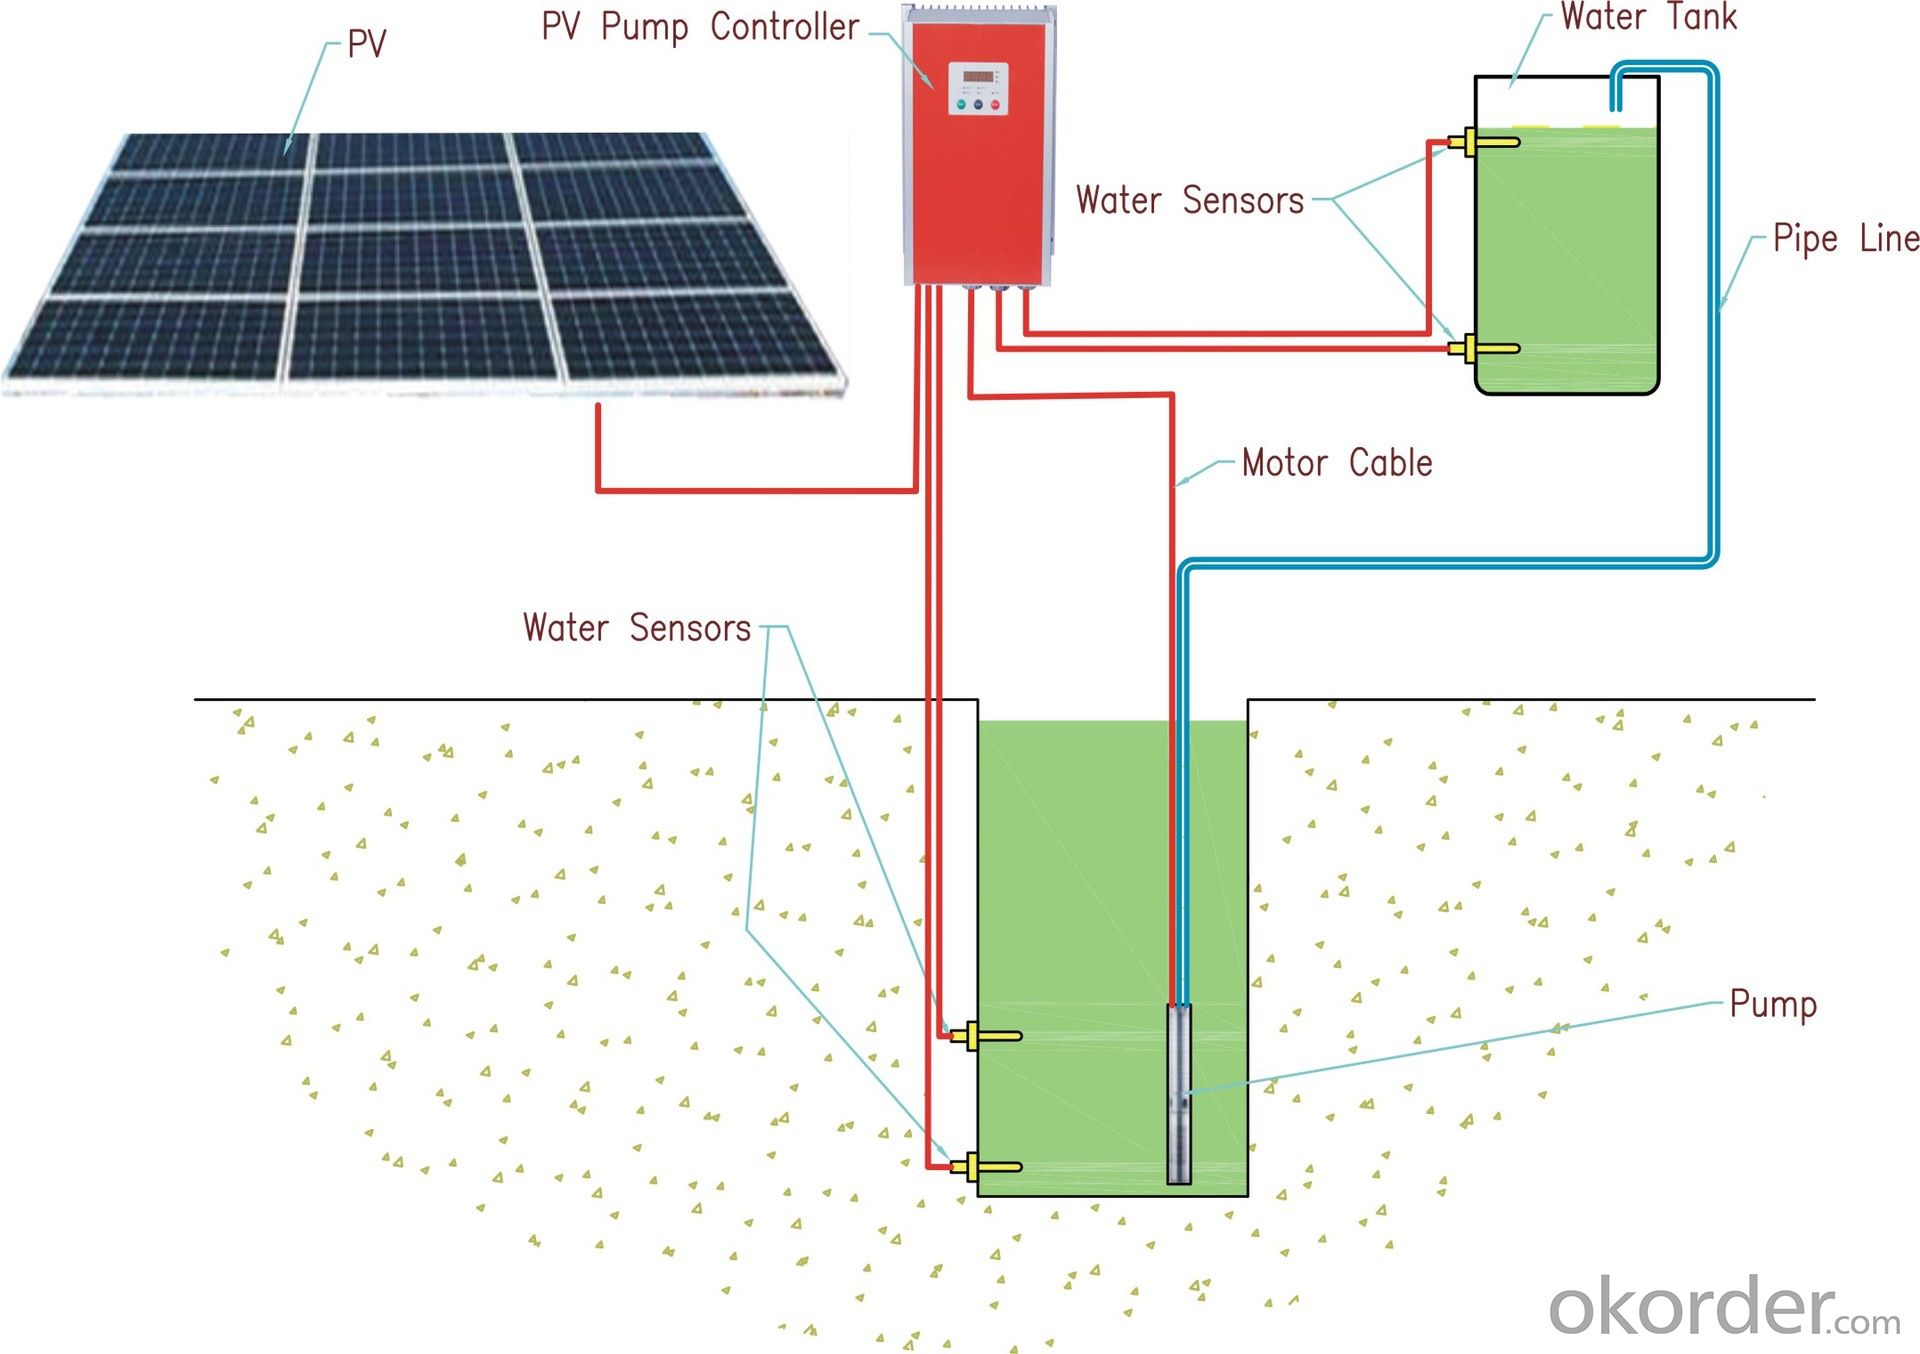 PV
PV Pump Controller
Water Tank
Water Sensors
Pipe Line
Motor Cable
Water Sensors
Pump
okorder.com